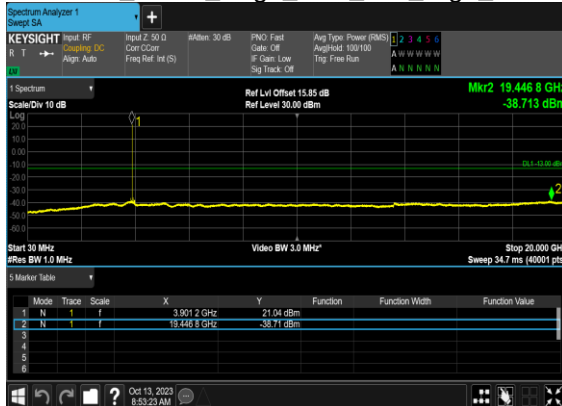 Spectrum Analyzer 1
Swept SA
+
KEYSIGHT Input: RF Input Z: 50 Ω #Atten: 30 dB PNO: Fast Avg Type: Power (RMS) 1 2 3 4 5 6
R T Coupling: DC Corr CCorr Gate: Off Avg|Hold: 100/100 A W W W W W
Align: Auto Freq Ref: Int (S) IF Gain: Low Trig: Free Run
LU Sig Track: Off A N N N N N
1 Spectrum Ref Lvl Offset 15.85 dB Mkr2 19.446 8 GHz
Scale/Div 10 dB Ref Level 30.00 dBm -38.713 dBm
Log 1
20.0
10.0
0.00
-10.0 DL1 -13.00 dBm
-20.0
-30.0 2
-40.0
-50.0
-60.0
Start 30 MHz Video BW 3.0 MHz* Stop 20.000 GH
#Res BW 1.0 MHz Sweep 34.7 ms (40001 pts
5 Marker Table
Mode Trace Scale X Y Function Function Width Function Value
1 N 1 f 3.901 2 GHz 21.04 dBm
2 N 1 f 19.446 8 GHz -38.71 dBm
3
4
5
6
? Oct 13, 2023
8:53:23 AM